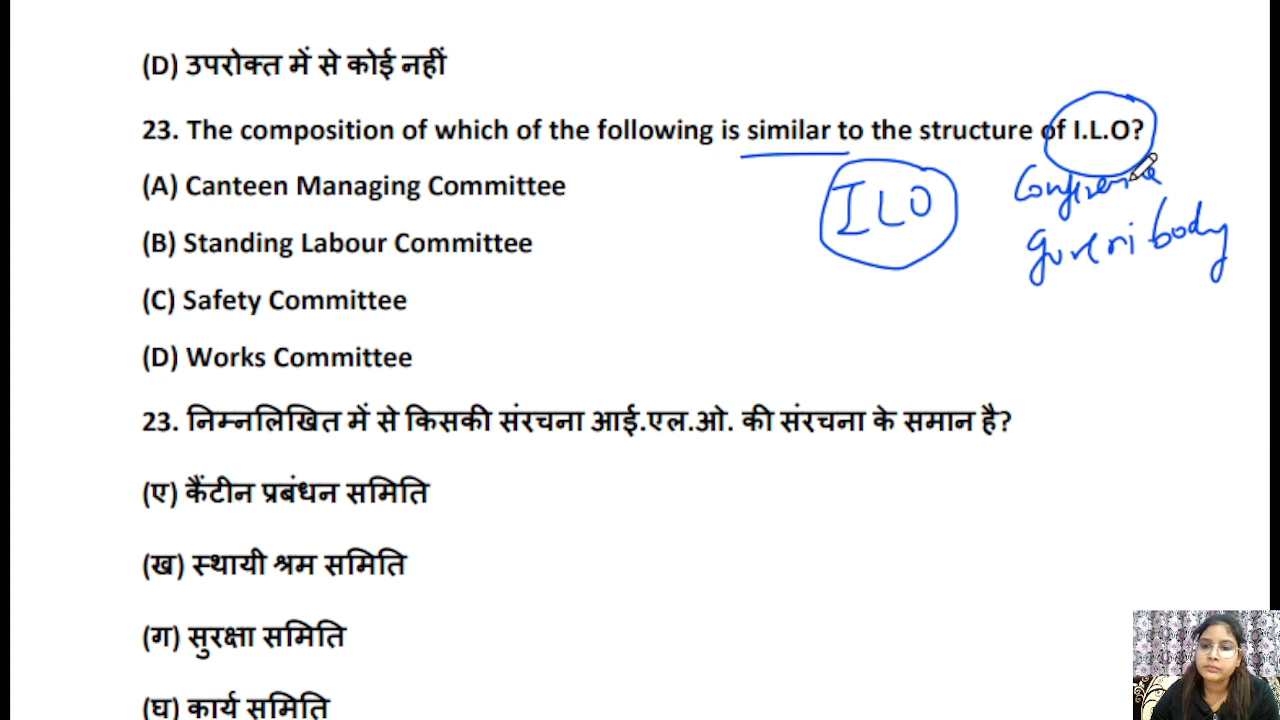 (D) उपरोक्त में से कोई नहीं
23. The composition of which of the following is similar to the structure of I.L.O?
(A) Canteen Managing Committee
ILO
(B) Standing Labour Committee
body
(C) Safety Committee
(D) Works Committee
23. निम्नलिखित में से किसकी संरचना आई.एल.ओ. की संरचना के समान है?
(ए) कैंटीन प्रबंधन समिति
(ख) स्थायी श्रम समिति
(ग) सुरक्षा समिति
(घ) कार्य समिति